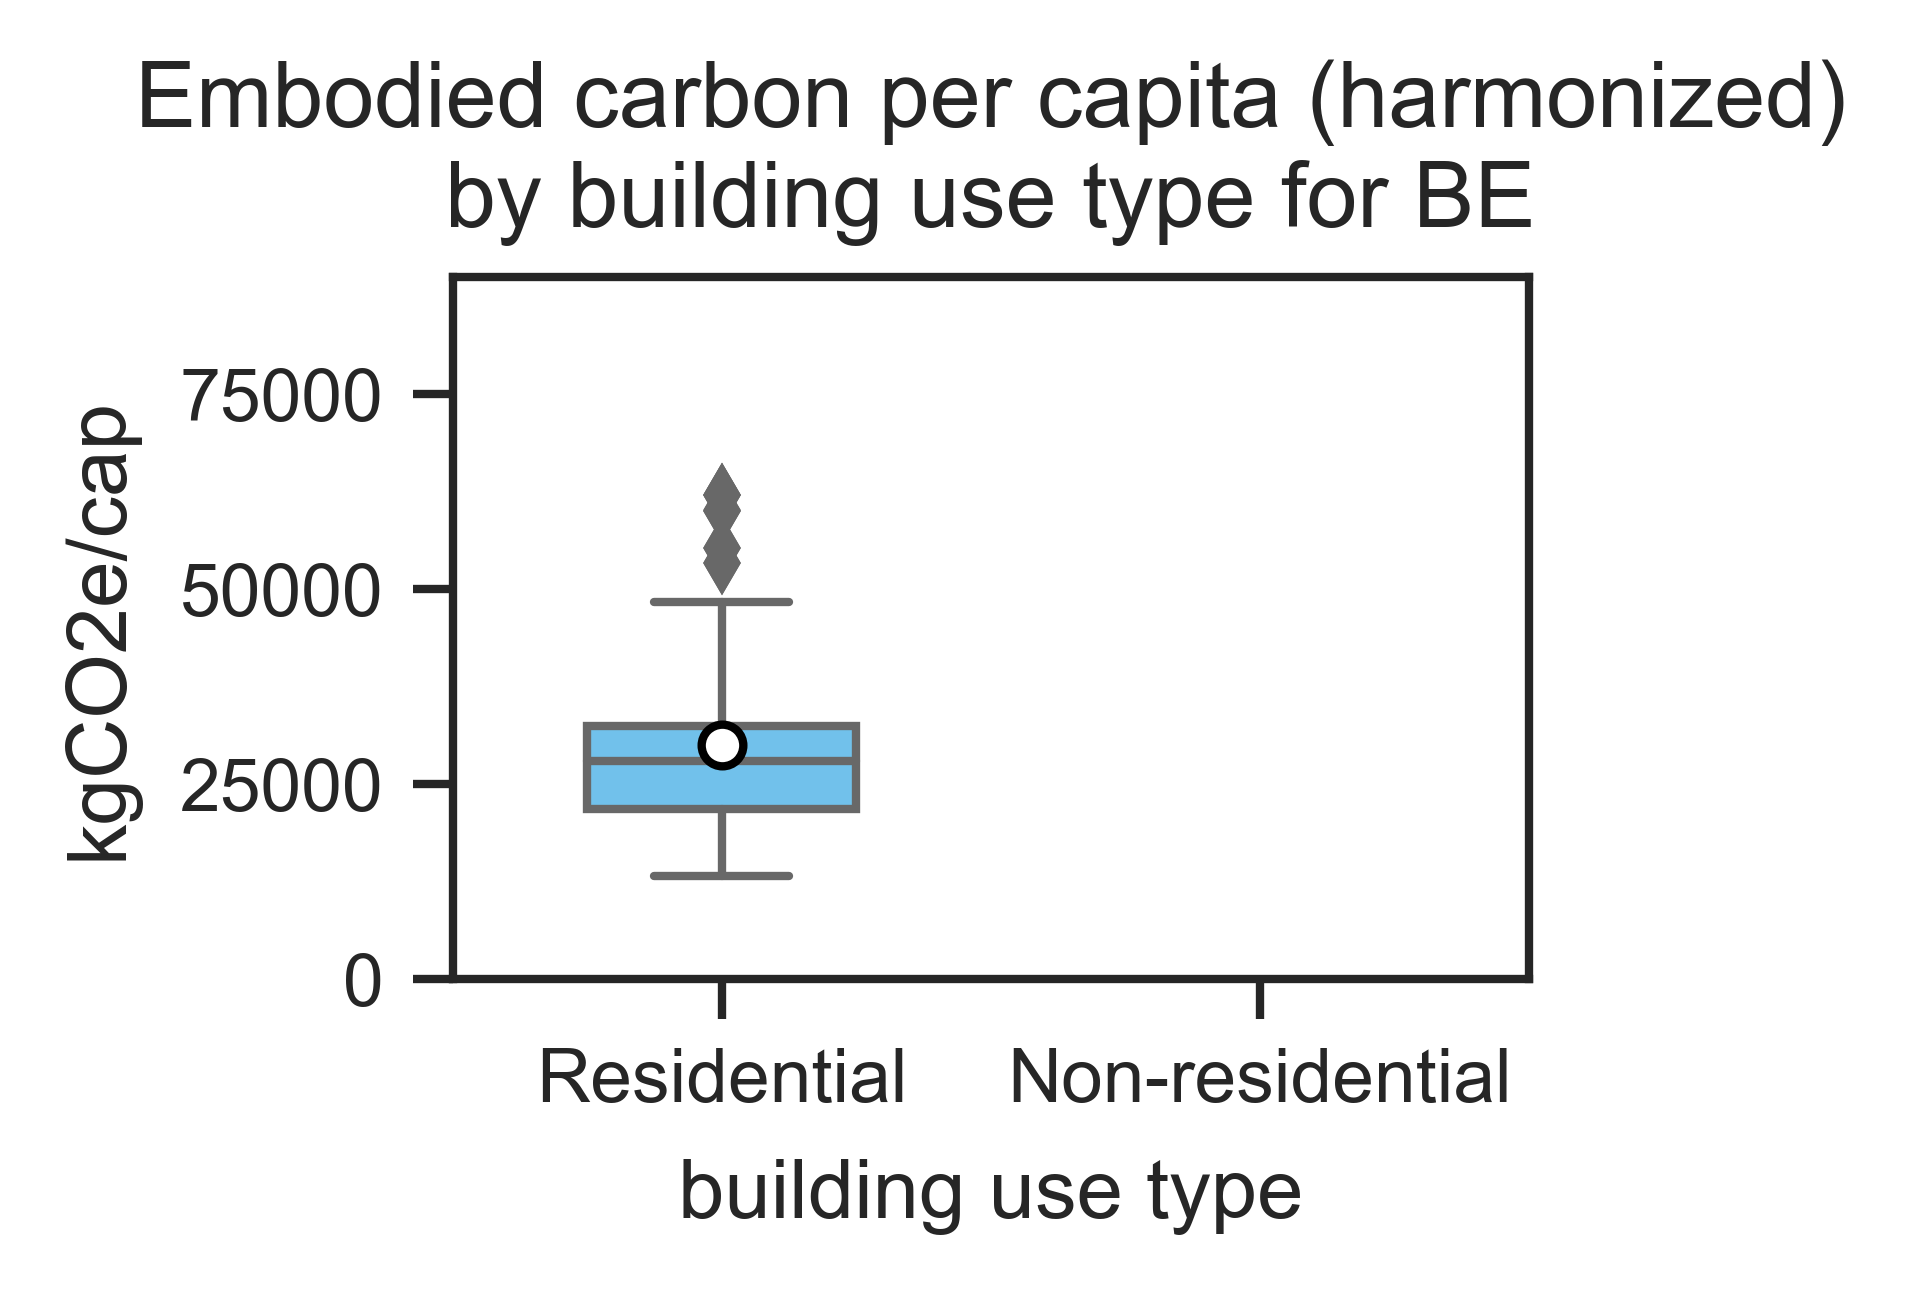 Embodied carbon per capita (harmonized)
by building use type for BE
kgCO2e/cap
75000
50000
25000
0
Residential
Non-residential
building use type